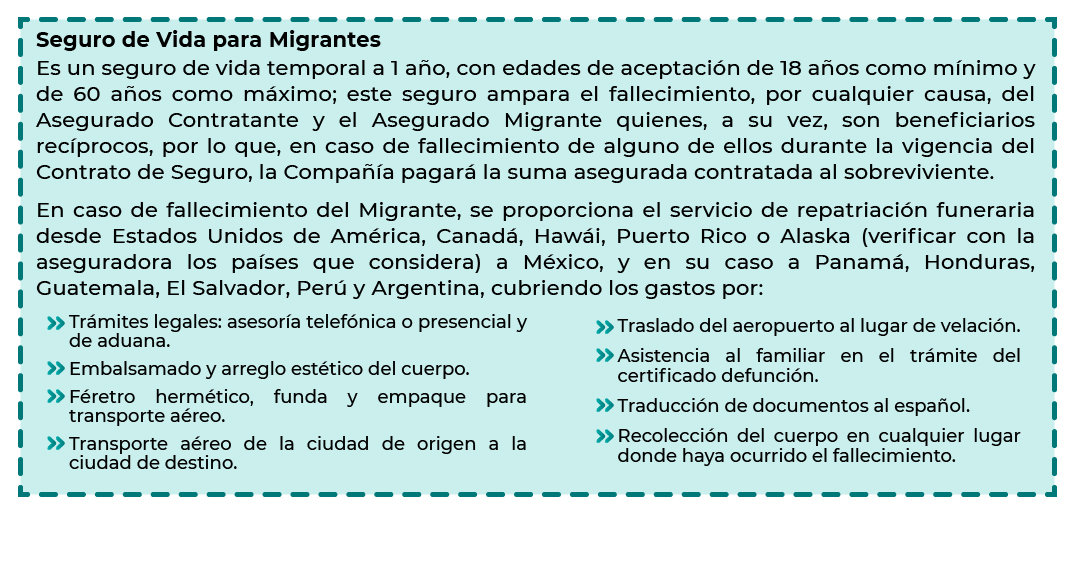 Seguro de Vida para Migrantes
Es un seguro de vida temporal a 1 año, con edades de aceptación de 18 años como mínimo y
de 60 años como máximo; este seguro ampara el fallecimiento, por cualquier causa, del
Asegurado Contratante y el Asegurado Migrante quienes, a su vez, son beneficiarios
recíprocos, por lo que, en caso de fallecimiento de alguno de ellos durante la vigencia del
Contrato de Seguro, la Compañía pagará la suma asegurada contratada al sobreviviente.
En caso de fallecimiento del Migrante, se proporciona el servicio de repatriación funeraria
desde Estados Unidos de América, Canadá, Hawái, Puerto Rico o Alaska (verificar con la
aseguradora los países que considera) a México, y en su caso a Panamá, Honduras,
Guatemala, El Salvador, Perú y Argentina, cubriendo los gastos por:
Trámites legales: asesoría telefónica o presencial y
de aduana.
Embalsamado y arreglo estético del cuerpo.
Féretro hermético, funda y empaque para
transporte aéreo.
Transporte aéreo de la ciudad de origen a la
ciudad de destino.
Traslado del aeropuerto al lugar de velación.
Asistencia al familiar en el trámite del
certificado defunción.
Traducción de documentos al español.
Recolección del cuerpo en cualquier lugar
donde haya ocurrido el fallecimiento.